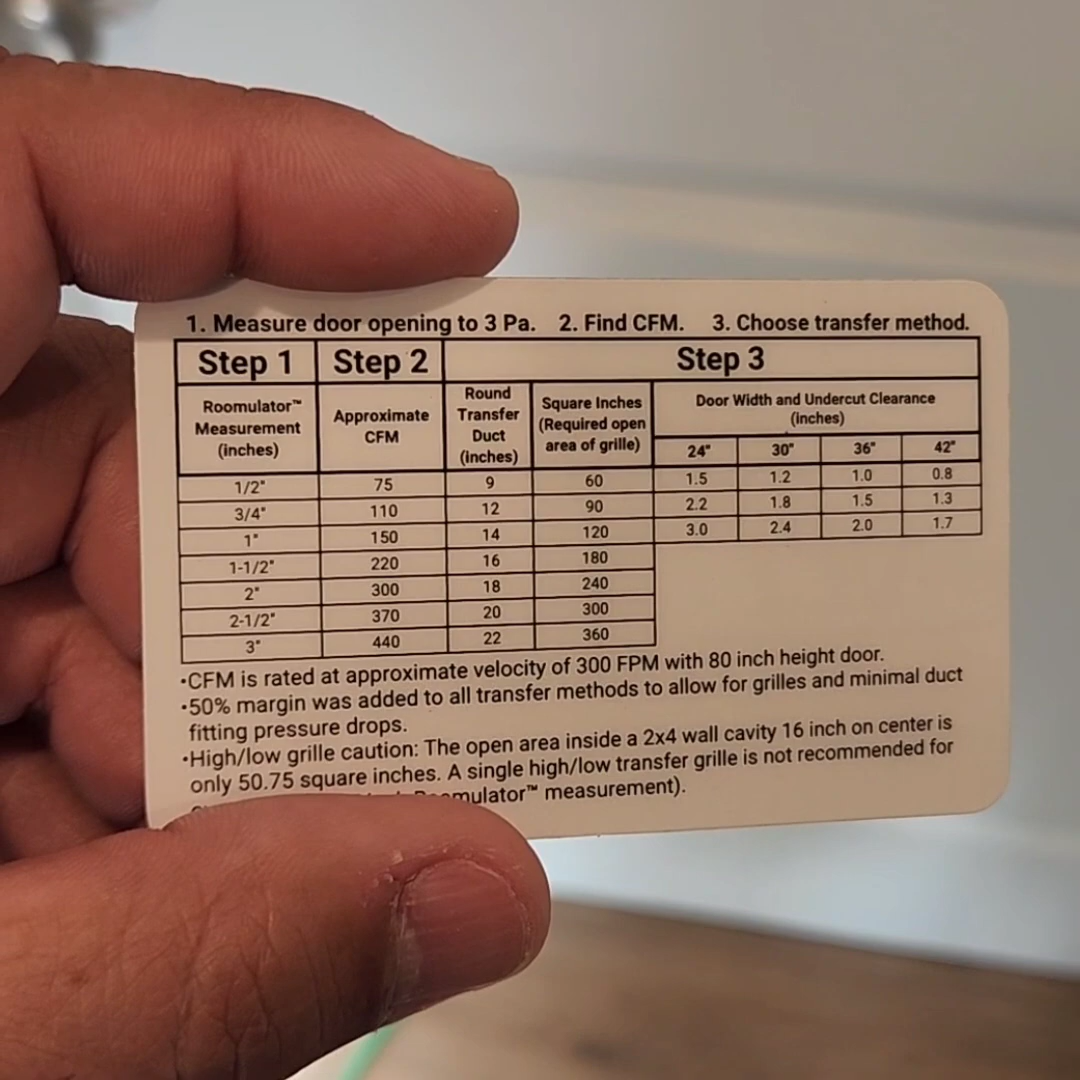 1. Measure door opening to 3 Pa. 2. Find CFM. 3. Choose transfer method.
Step 1 Step 2 Step 3
Roomulator™ Measurement (inches) Approximate CFM Round Transfer Duct (inches) Square Inches (Required open area of grille) Door Width and Undercut Clearance (inches)
24" 30" 36" 42"
1/2" 75 9 60 1.5 1.2 1.0 0.8
3/4" 110 12 90 2.2 1.8 1.5 1.3
1" 150 14 120 3.0 2.4 2.0 1.7
1-1/2" 220 16 180
2" 300 18 240
2-1/2" 370 20 300
3" 440 22 360
•CFM is rated at approximate velocity of 300 FPM with 80 inch height door.
•50% margin was added to all transfer methods to allow for grilles and minimal duct
fitting pressure drops.
•High/low grille caution: The open area inside a 2x4 wall cavity 16 inch on center is
only 50.75 square inches. A single high/low transfer grille is not recommended for
measurement).